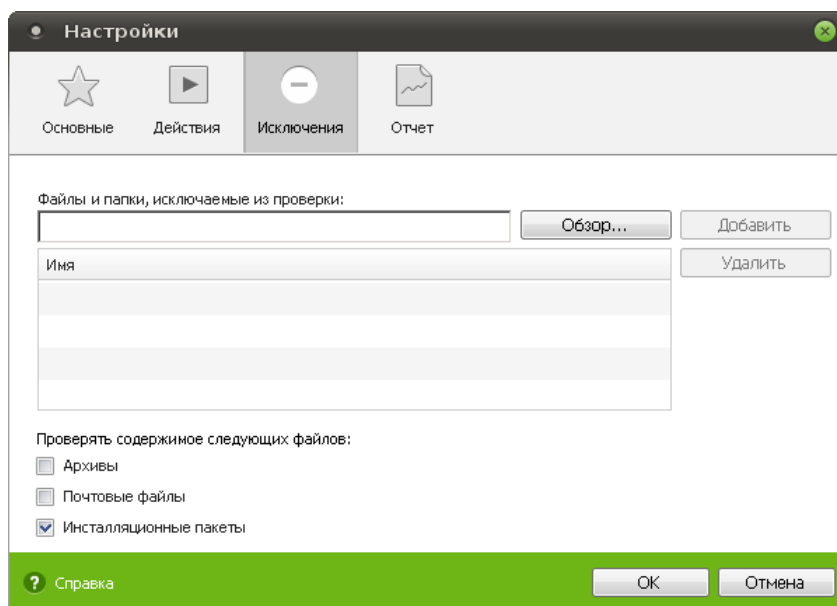 Настройки
Основные
Действия
Исключения
Отчет
Файлы и папки, исключаемые из проверки:
Обзор...
Добавить
Имя
Удалить
Проверять содержимое следующих файлов:
Архивы
Почтовые файлы
Инсталляционные пакеты
? Справка
OK
Отмена